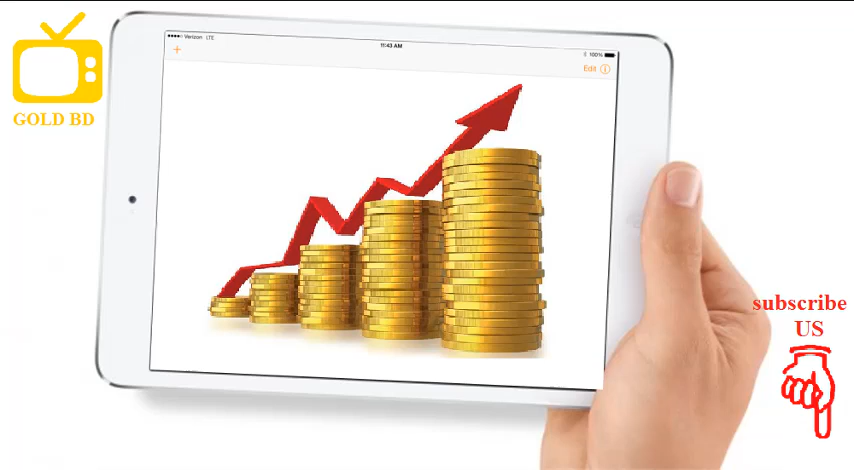 Verizon LTE
11:43 AM
100%
+
Edit
GOLD BD
subscribe
US